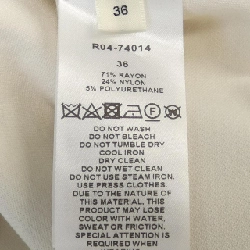 36
R04-74014
36
71% RAYON
24% NYLON
5% POLYURETHANE
DO NOT WASH
DO NOT BLEACH
DO NOT TUMBLE DRY
COOL IRON
DRY CLEAN
DO NOT WET CLEAN
DO NOT USE STEAM IRON.
USE PRESS CLOTHES.
DUE TO THE NATURE OF
THIS MATERIAL, THIS
PRODUCT MAY LOSE
COLOR WITH WATER,
SWEAT OR FRICTION.
SPECIAL ATTENTION IS
REQUIRED WHEN